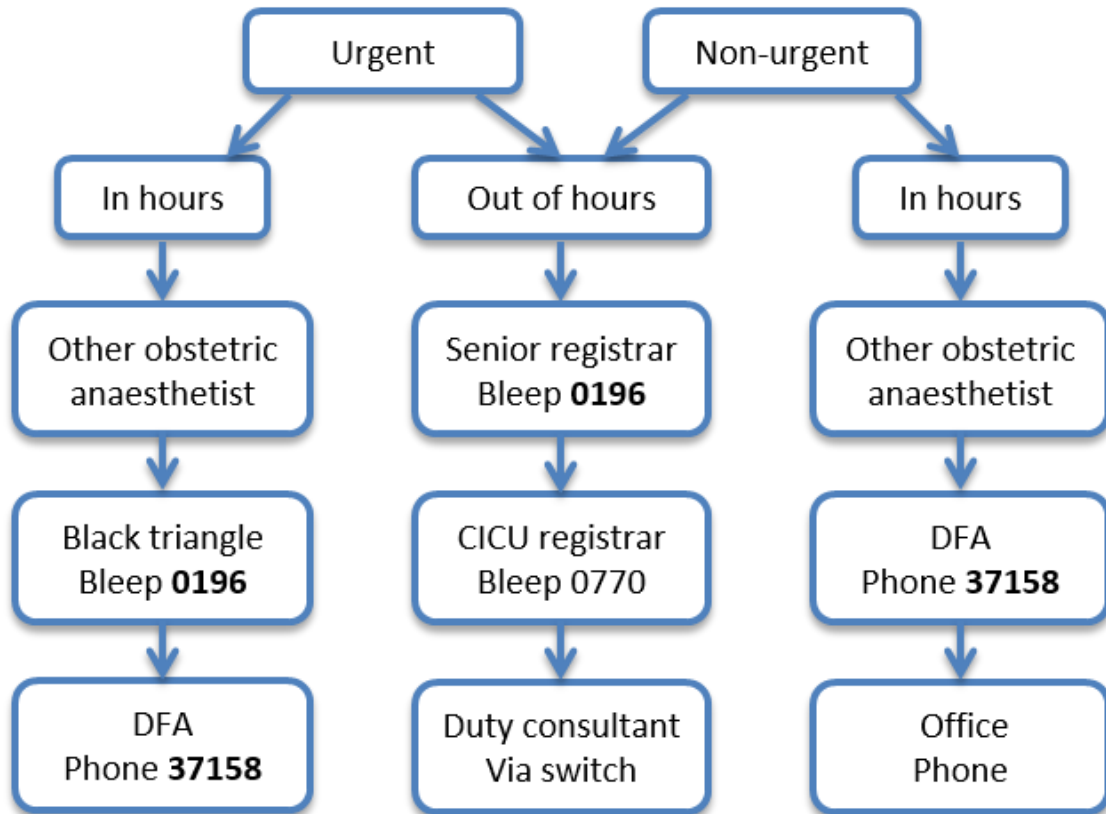 Urgent
Non-urgent
In hours
Out of hours
In hours
Other obstetric
anaesthetist
Senior registrar
Bleep 0196
Other obstetric
anaesthetist
Black triangle
Bleep 0196
CICU registrar
Bleep 0770
DFA
Phone 37158
DFA
Phone 37158
Duty consultant
Via switch
Office
Phone